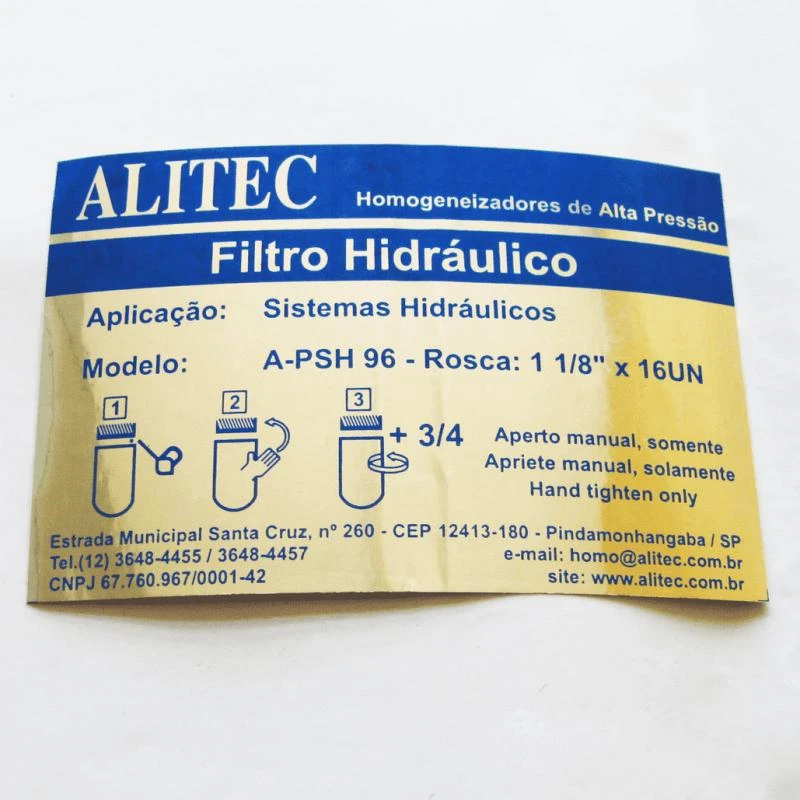 ALITEC Homogeneizadores de Alta Pressão
Filtro Hidráulico
Aplicação: Sistemas Hidráulicos
Modelo: A-PSH 96 - Rosca: 1 1/8" x 16UN
1 2 3
+ 3/4
Aperto manual, somente
Apriete manual, solamente
Hand tighten only
Estrada Municipal Santa Cruz, nº 260 - CEP 12413-180 - Pindamonhangaba / SP
Tel.(12) 3648-4455 / 3648-4457 e-mail: homo@alitec.com.br
CNPJ 67.760.967/0001-42 site: www.alitec.com.br